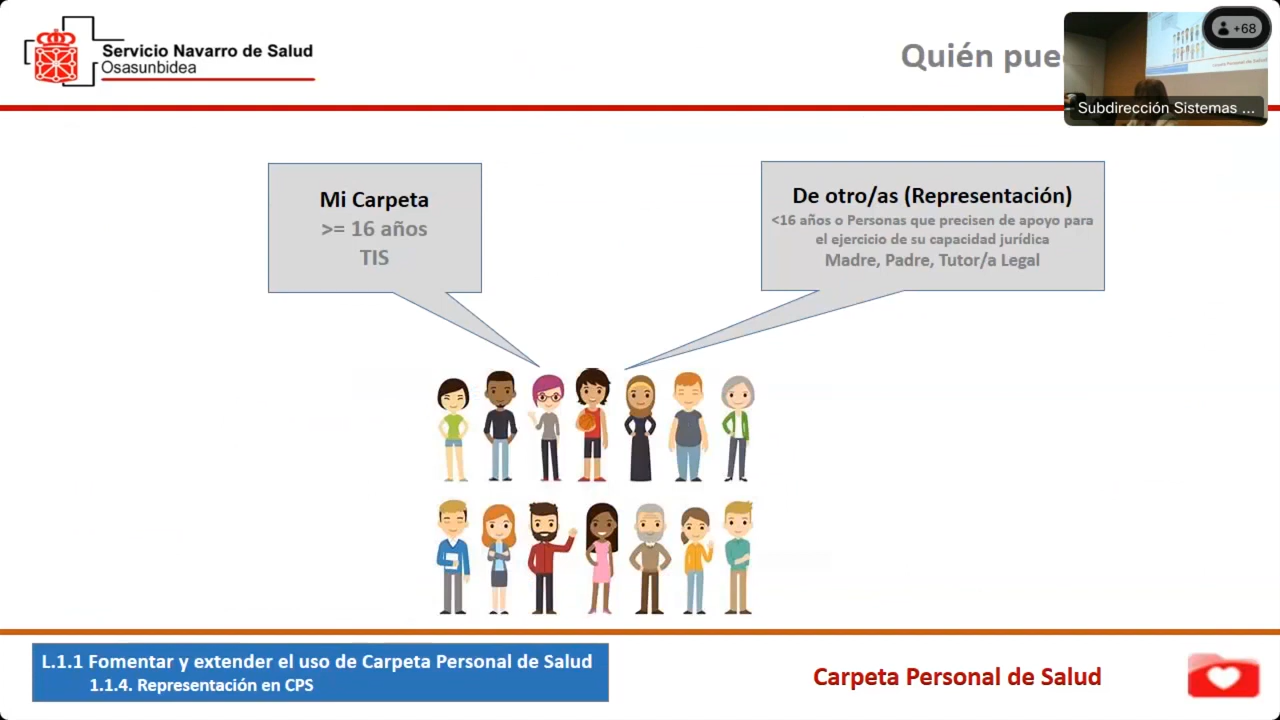 Servicio Navarro de Salud
Osasunbidea
Quién
+68
Subdirección Sistemas ...
Mi Carpeta
>= 16 años
TIS
De otro/as (Representación)
<16 años o Personas que precisen de apoyo para
el ejercicio de su capacidad jurídica
Madre, Padre, Tutor/a Legal
L.1.1 Fomentar y extender el uso de Carpeta Personal de Salud
1.1.4. Representación en CPS
Carpeta Personal de Salud